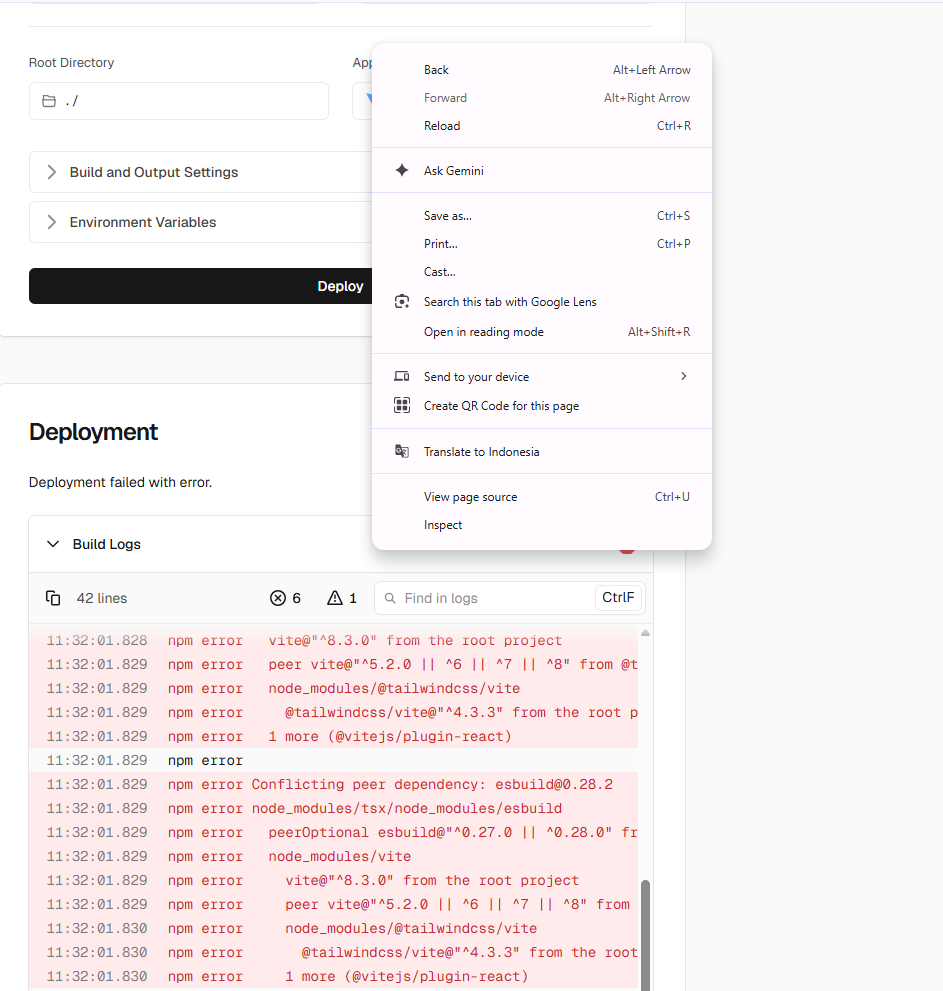 Root Directory
App
./
Build and Output Settings
Environment Variables
Deploy
Back Alt+Left Arrow
Forward Alt+Right Arrow
Reload Ctrl+R
Ask Gemini
Save as... Ctrl+S
Print... Ctrl+P
Cast...
Search this tab with Google Lens
Open in reading mode Alt+Shift+R
Send to your device
Create QR Code for this page
Translate to Indonesia
View page source Ctrl+U
Inspect
Deployment
Deployment failed with error.
Build Logs
42 lines 6 1 Find in logs CtrlF
11:32:01.828 npm error vite@"^8.3.0" from the root project
11:32:01.829 npm error peer vite@"^5.2.0 || ^6 || ^7 || ^8" from @t
11:32:01.829 npm error node_modules/@tailwindcss/vite
11:32:01.829 npm error @tailwindcss/vite@"^4.3.3" from the root p
11:32:01.829 npm error 1 more (@vitejs/plugin-react)
11:32:01.829 npm error
11:32:01.829 npm error Conflicting peer dependency: esbuild@0.28.2
11:32:01.829 npm error node_modules/tsx/node_modules/esbuild
11:32:01.829 npm error peerOptional esbuild@"^0.27.0 || ^0.28.0" fr
11:32:01.829 npm error node_modules/vite
11:32:01.829 npm error vite@"^8.3.0" from the root project
11:32:01.829 npm error peer vite@"^5.2.0 || ^6 || ^7 || ^8" from
11:32:01.830 npm error node_modules/@tailwindcss/vite
11:32:01.830 npm error @tailwindcss/vite@"^4.3.3" from the root
11:32:01.830 npm error 1 more (@vitejs/plugin-react)